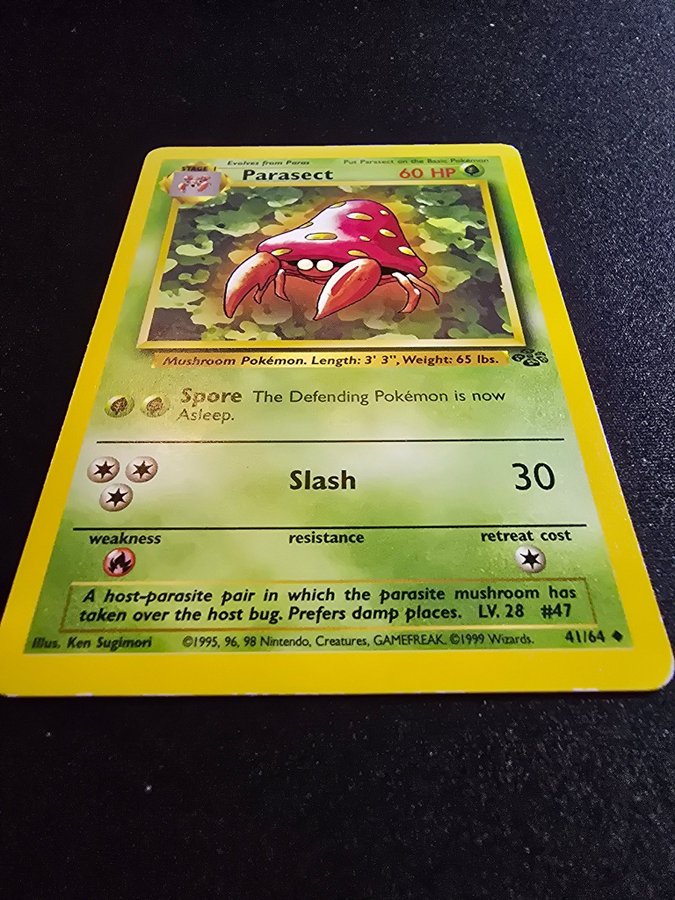 Evolves from Paras Put Parasect on the Basic Pokémon
STAGE 1
Parasect 60 HP
Mushroom Pokémon. Length: 3' 3", Weight: 65 lbs.
Spore The Defending Pokémon is now
Asleep.
Slash 30
weakness resistance retreat cost
A host-parasite pair in which the parasite mushroom has
taken over the host bug. Prefers damp places. LV. 28 #47
Illus. Ken Sugimori ©1995, 96, 98 Nintendo, Creatures, GAMEFREAK. ©1999 Wizards. 41/64